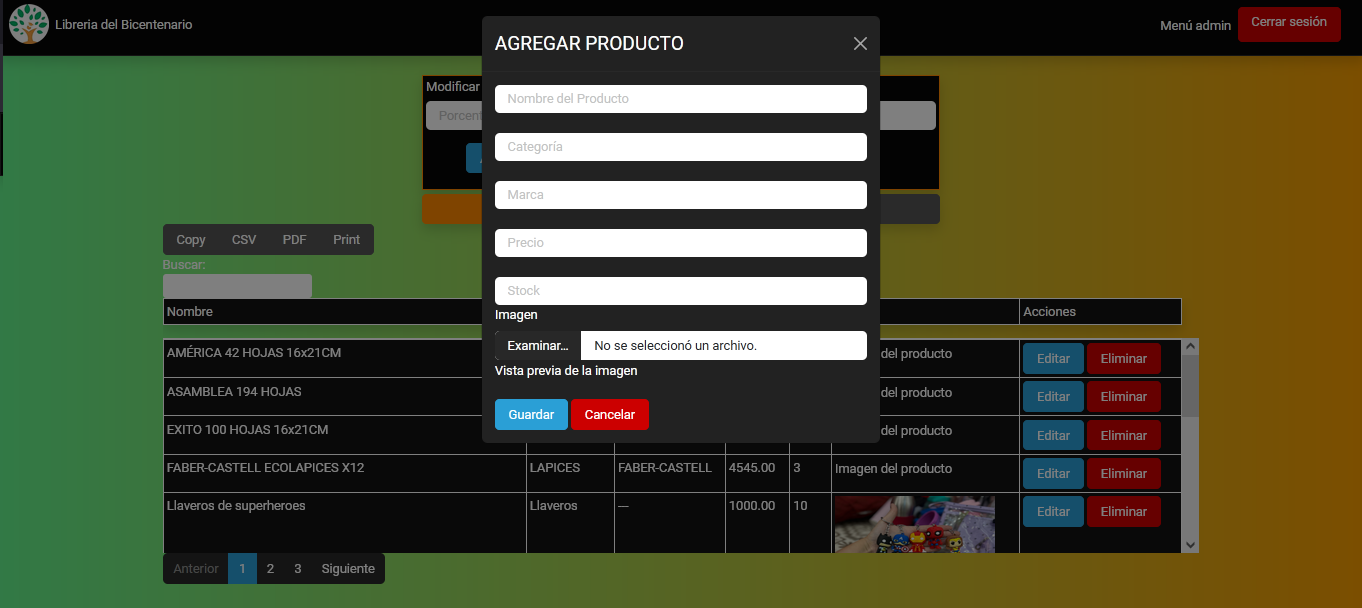 Libreria del Bicentenario
Menú admin
Cerrar sesión
AGREGAR PRODUCTO
Modificar
Nombre del Producto
Categoría
Marca
Precio
Stock
Imagen
Examinar...
No se seleccionó un archivo.
Vista previa de la imagen
Guardar
Cancelar
Copy CSV PDF Print
Buscar:
Nombre Acciones
AMÉRICA 42 HOJAS 16x21CM del producto Editar Eliminar
ASAMBLEA 194 HOJAS del producto Editar Eliminar
EXITO 100 HOJAS 16x21CM del producto Editar Eliminar
FABER-CASTELL ECOLAPICES X12 LAPICES FABER-CASTELL 4545.00 3 Imagen del producto Editar Eliminar
Llaveros de superheroes Llaveros --- 1000.00 10 Editar Eliminar
Anterior 1 2 3 Siguiente